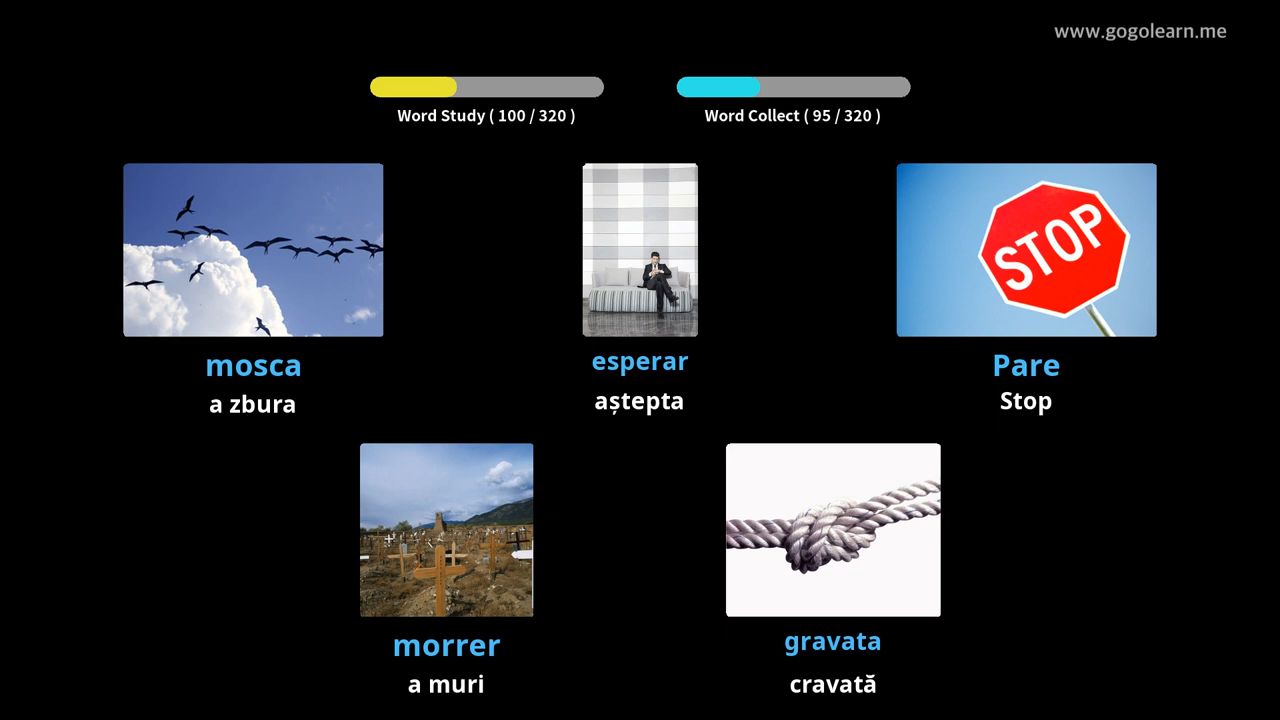 www.gogolearn.me
Word Study ( 100 / 320 )
Word Collect ( 95 / 320 )
STOP
mosca
a zbura
esperar
aștepta
Pare
Stop
morrer
a muri
gravata
cravată